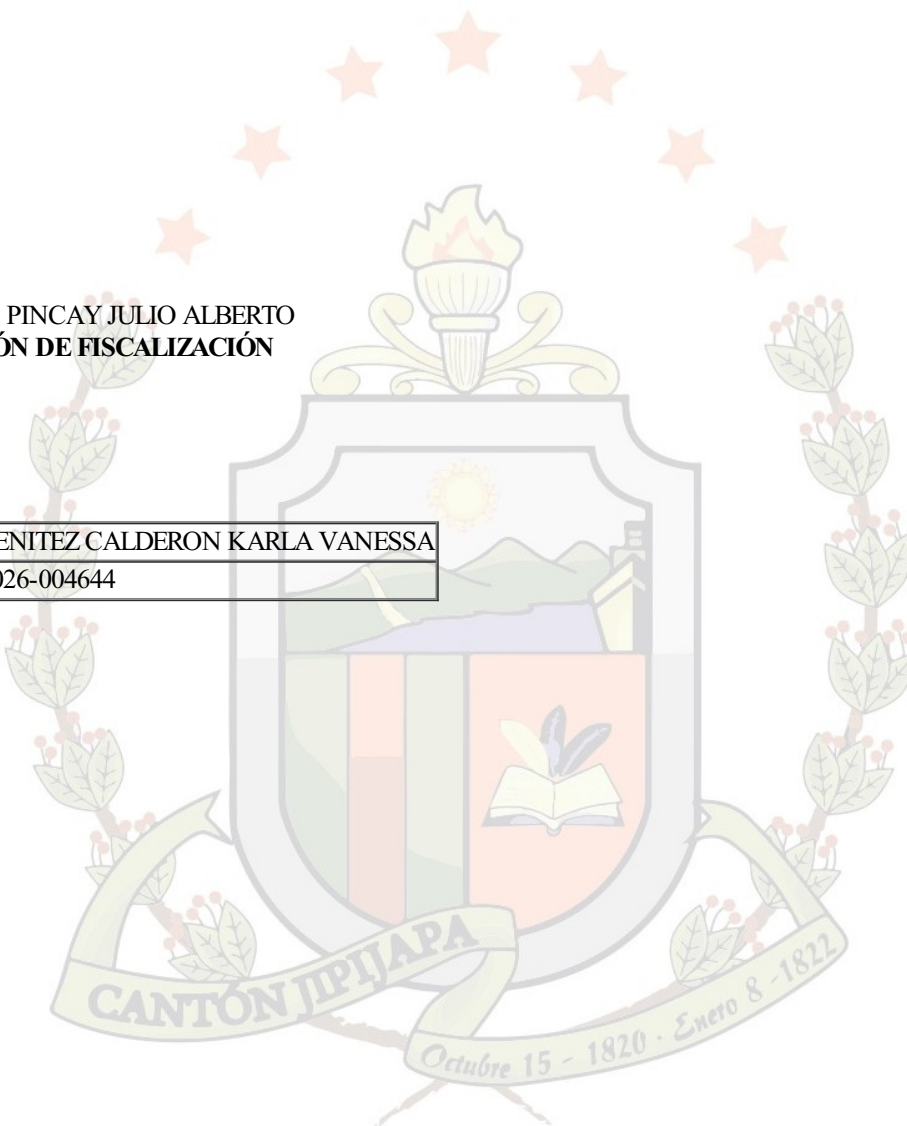 PINCAY JULIO ALBERTO
ÓN DE FISCALIZACIÓN
ENITEZ CALDERON KARLA VANESSA
026-004644
CANTÓN JIPIJAPA
Octubre 15 - 1820 . Enero 8 - 1822